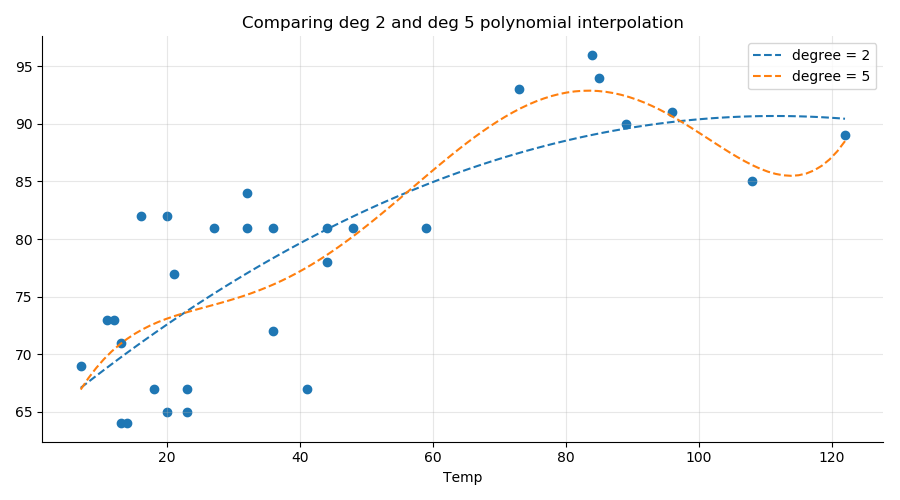 Comparing deg 2 and deg 5 polynomial interpolation
degree = 2
degree = 5
95
90
85
80
75
70
65
20 40 60 80 100 120
Temp